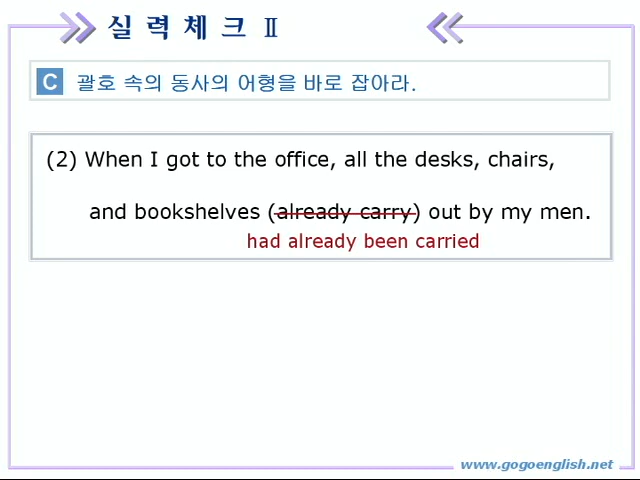 실 력 체 크 Ⅱ
C 괄호 속의 동사의 어형을 바로 잡아라.
(2) When I got to the office, all the desks, chairs,
and bookshelves (already carry) out by my men.
had already been carried
www.gogoenglish.net